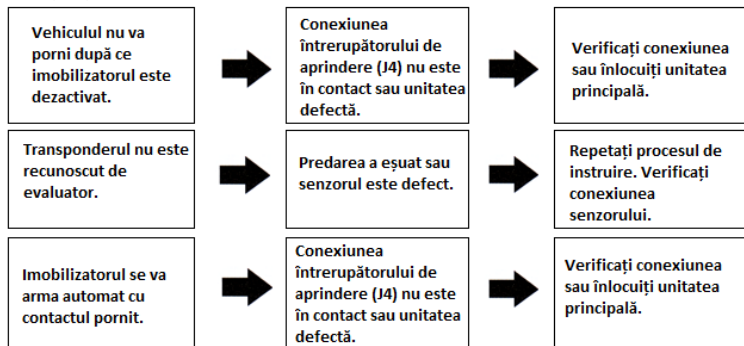 Vehiculul nu va
porni după ce
imobilizatorul este
dezactivat.
Conexiunea
întrerupătorului de
aprindere (J4) nu este
în contact sau unitatea
defectă.
Verificați conexiunea
sau înlocuiți unitatea
principală.
Transponderul nu este
recunoscut de
evaluator.
Predarea a eșuat sau
senzorul este defect.
Repetați procesul de
instruire. Verificați
conexiunea
senzorului.
Imobilizatorul se va
arma automat cu
contactul pornit.
Conexiunea
întrerupătorului de
aprindere (J4) nu este
în contact sau unitatea
defectă.
Verificați conexiunea
sau înlocuiți unitatea
principală.